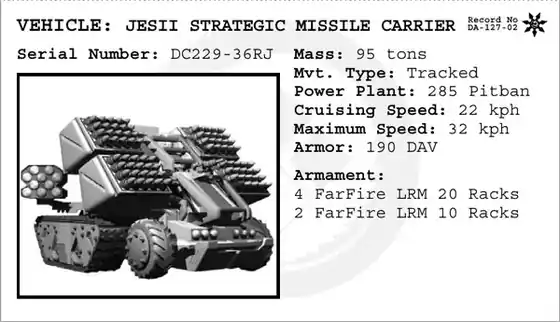 VEHICLE: JESII STRATEGIC MISSILE CARRIER
Record No
DA-127-02
Serial Number: DC229-36RJ
Mass: 95 tons
Mvt. Type: Tracked
Power Plant: 285 Pitban
Cruising Speed: 22 kph
Maximum Speed: 32 kph
Armor: 190 DAV
Armament:
4 FarFire LRM 20 Racks
2 FarFire LRM 10 Racks